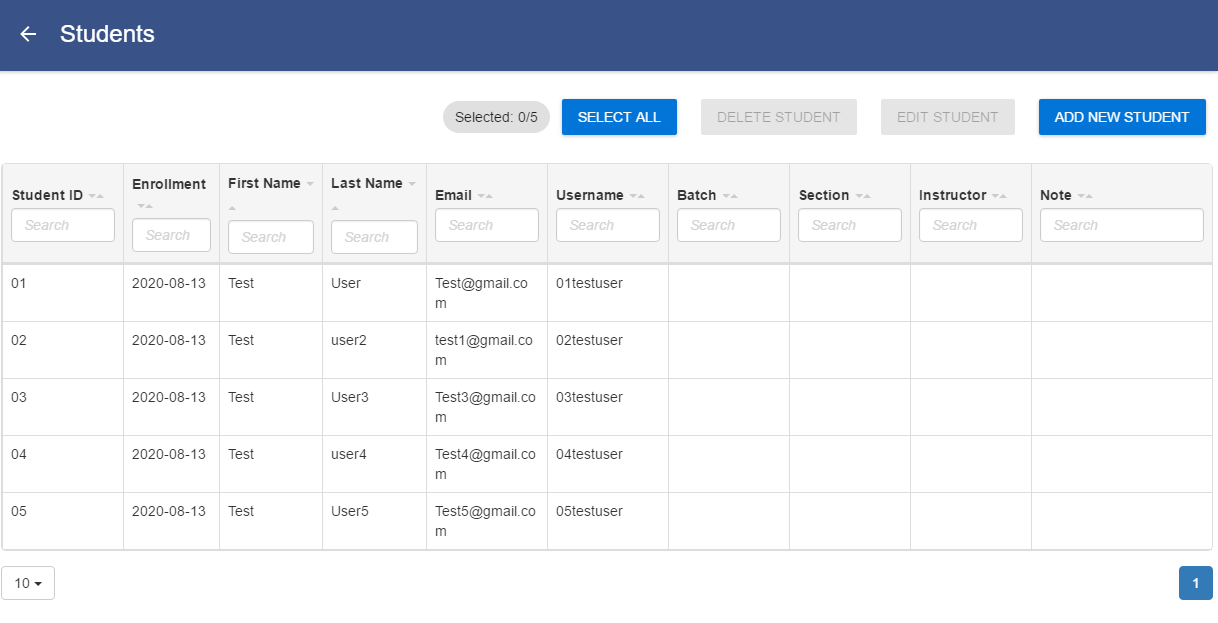 Students
Selected: 0/5 SELECT ALL DELETE STUDENT EDIT STUDENT ADD NEW STUDENT
Student ID Enrollment First Name Last Name Email Username Batch Section Instructor Note
Search Search Search Search Search Search Search Search Search Search
01 2020-08-13 Test User Test@gmail.co 01testuser
m
02 2020-08-13 Test user2 test1@gmail.co 02testuser
m
03 2020-08-13 Test User3 Test3@gmail.co 03testuser
m
04 2020-08-13 Test user4 Test4@gmail.co 04testuser
m
05 2020-08-13 Test User5 Test5@gmail.co 05testuser
m
10 1